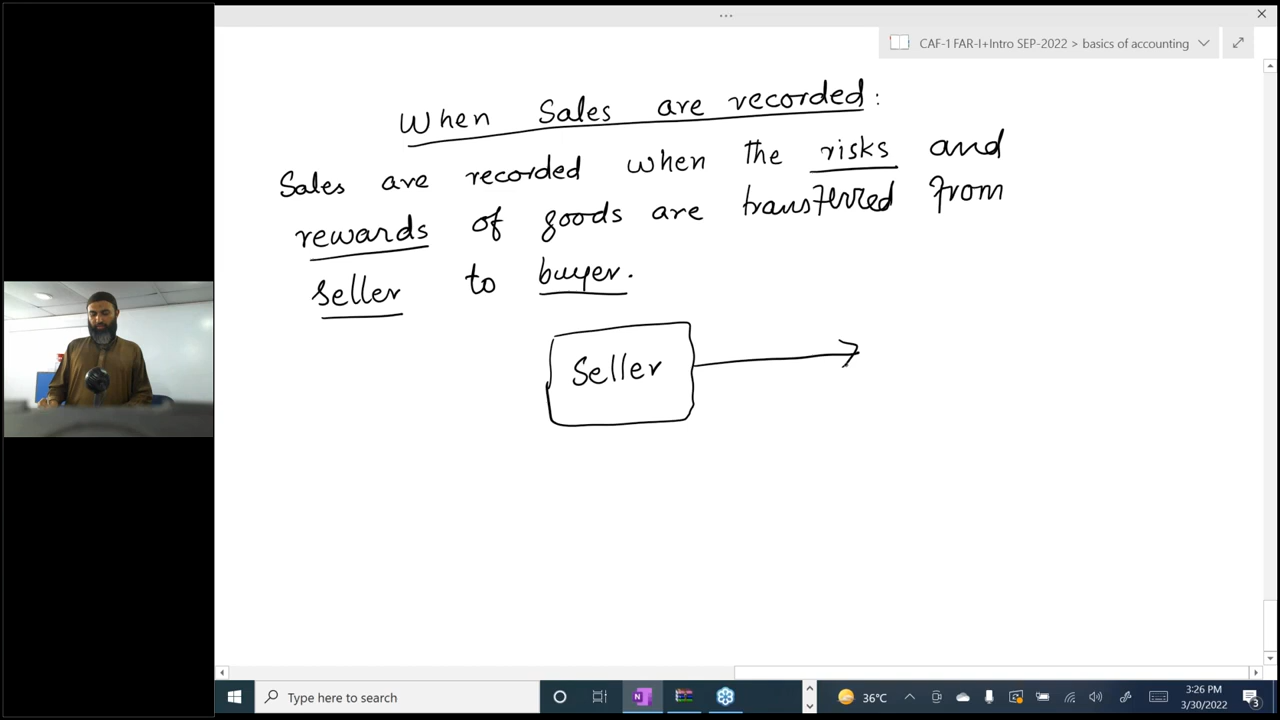 CAF-1 FAR-I+Intro SEP-2022 > basics of accounting
When Sales are recorded:
Sales are recorded when the risks and
rewards of goods are transferred from
seller to buyer.
Seller
Type here to search
36°C
3:26 PM
3/30/2022
3